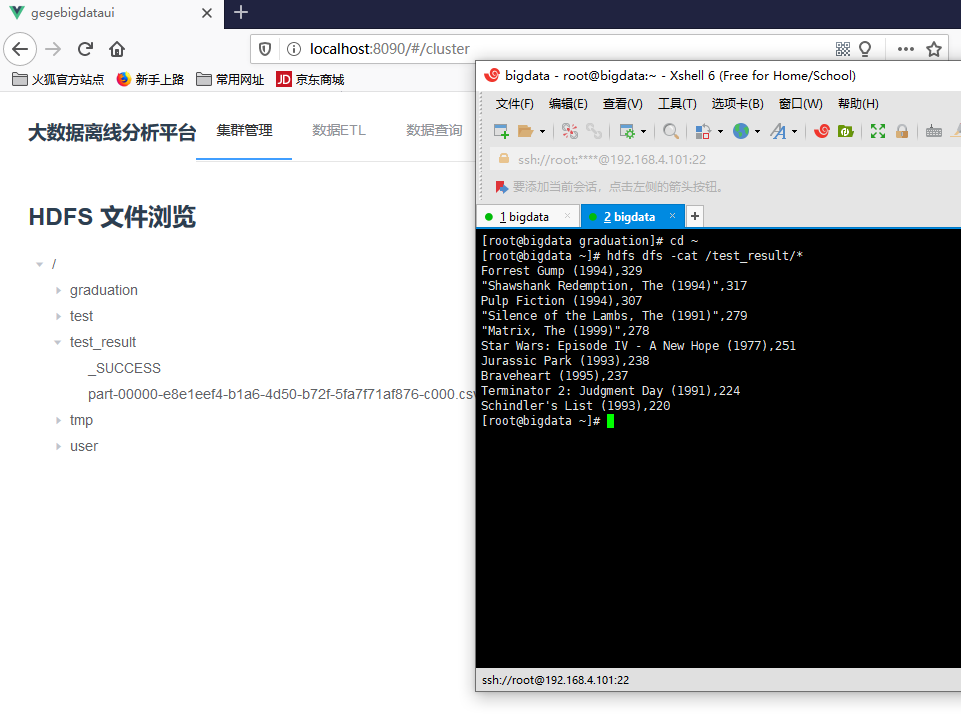 gegebigdataui
localhost:8090/#/cluster
火狐官方站点 新手上路 常用网址 JD 京东商城
大数据离线分析平台 集群管理 数据ETL 数据查询
HDFS 文件浏览
/
graduation
test
test_result
_SUCCESS
part-00000-e8e1eef4-b1a6-4d50-b72f-5fa7f71af876-c000.csv
tmp
user
bigdata - root@bigdata:~ - Xshell 6 (Free for Home/School)
文件(F) 编辑(E) 查看(V) 工具(T) 选项卡(B) 窗口(W) 帮助(H)
ssh://root:****@192.168.4.101:22
要添加当前会话，点击左侧的箭头按钮。
1 bigdata 2 bigdata
[root@bigdata graduation]# cd ~
[root@bigdata ~]# hdfs dfs -cat /test_result/*
Forrest Gump (1994),329
"Shawshank Redemption, The (1994)",317
Pulp Fiction (1994),307
"Silence of the Lambs, The (1991)",279
"Matrix, The (1999)",278
Star Wars: Episode IV - A New Hope (1977),251
Jurassic Park (1993),238
Braveheart (1995),237
Terminator 2: Judgment Day (1991),224
Schindler's List (1993),220
[root@bigdata ~]#
ssh://root@192.168.4.101:22